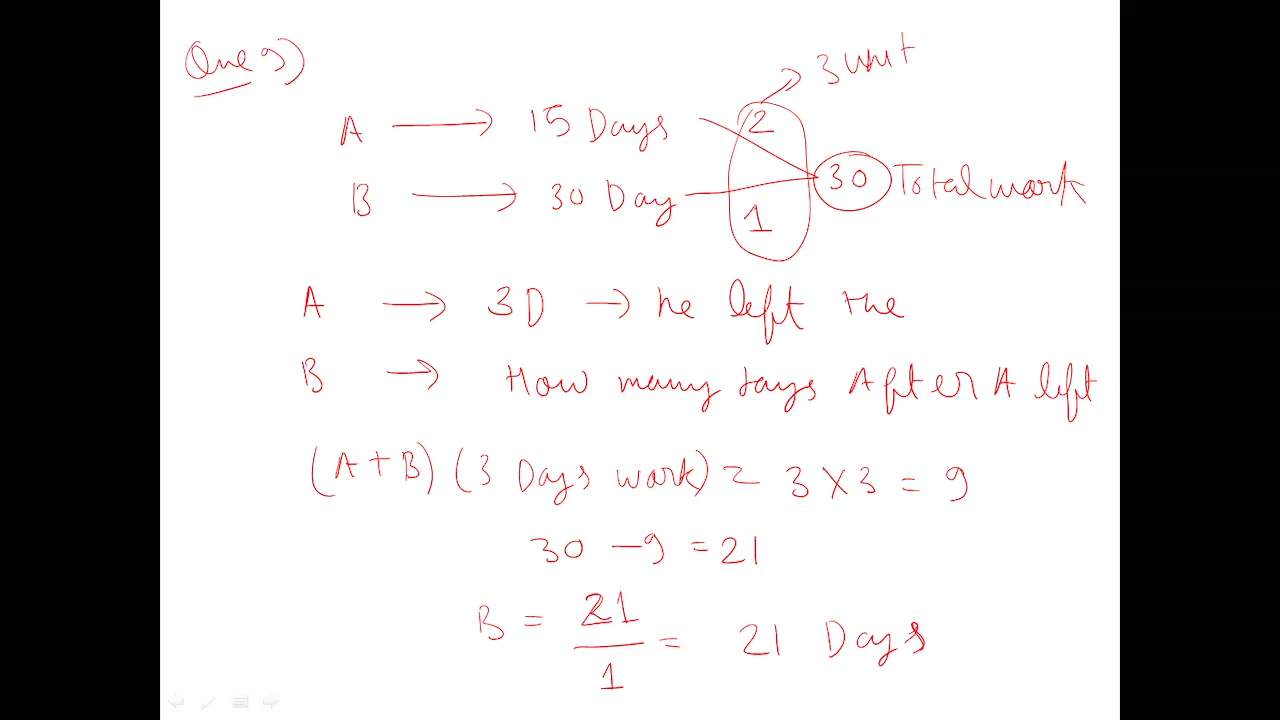 Que 9)
3 unit
A → 15 Days 2
30 Total work
B → 30 Day 1
A → 3D → he left the
B → How many days After A left
(A+B) (3 Days work) = 3 X 3 = 9
30 - 9 = 21
B = 21/1 = 21 Days